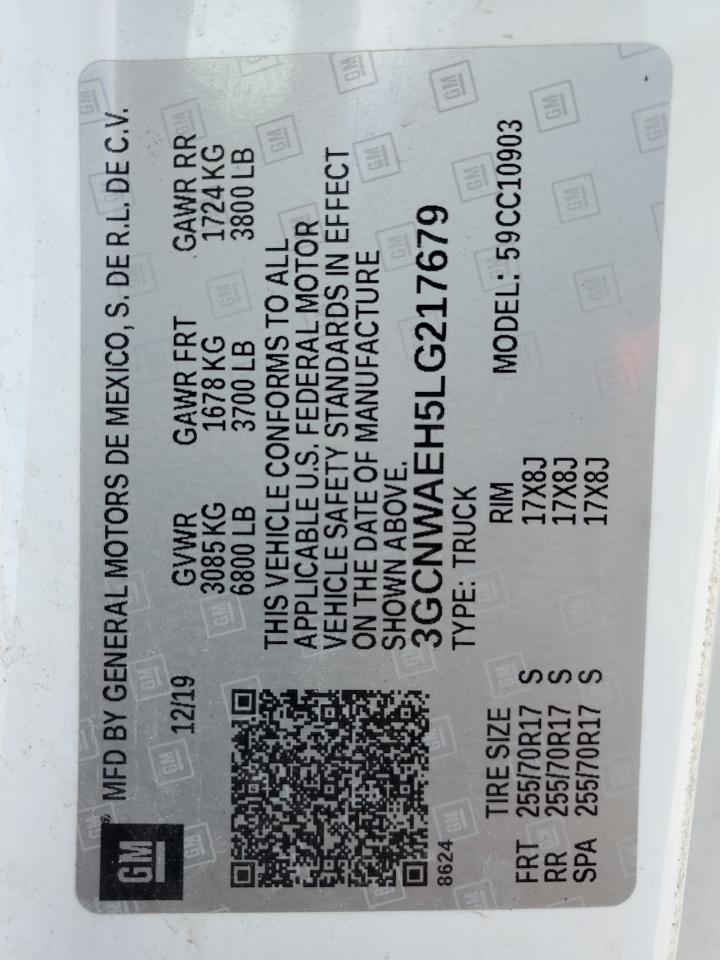 GM
MFD BY GENERAL MOTORS DE MEXICO, S. DE R.L. DE C.V.
12/19
GVWR GAWR FRT GAWR RR
3085 KG 1678 KG 1724 KG
6800 LB 3700 LB 3800 LB
THIS VEHICLE CONFORMS TO ALL
APPLICABLE U.S. FEDERAL MOTOR
VEHICLE SAFETY STANDARDS IN EFFECT
ON THE DATE OF MANUFACTURE
SHOWN ABOVE.
3GCNWAEH5LG217679
TYPE: TRUCK
8624
TIRE SIZE RIM MODEL: 59CC10903
FRT 255/70R17 S 17X8J
RR 255/70R17 S 17X8J
SPA 255/70R17 S 17X8J